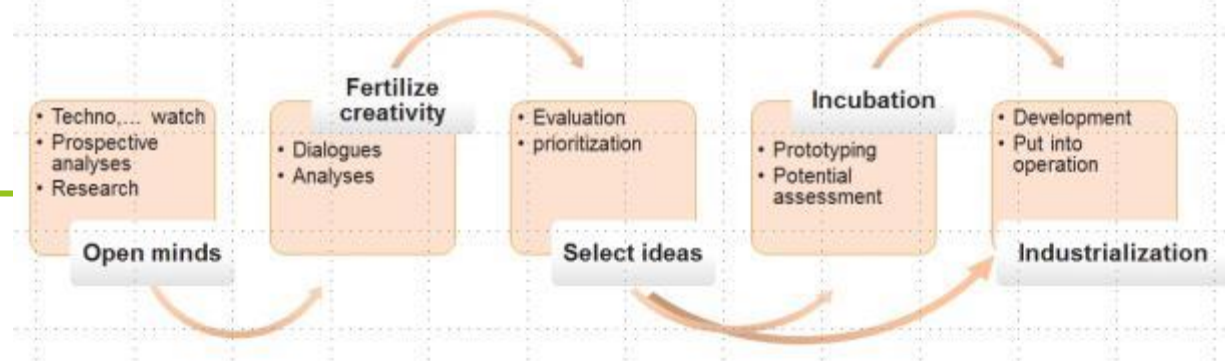 • Techno,... watch
• Prospective
analyses
• Research
Open minds
Fertilize
creativity
• Dialogues
• Analyses
• Evaluation
• prioritization
Select ideas
Incubation
• Prototyping
• Potential
assessment
• Development
• Put into
operation
Industrialization